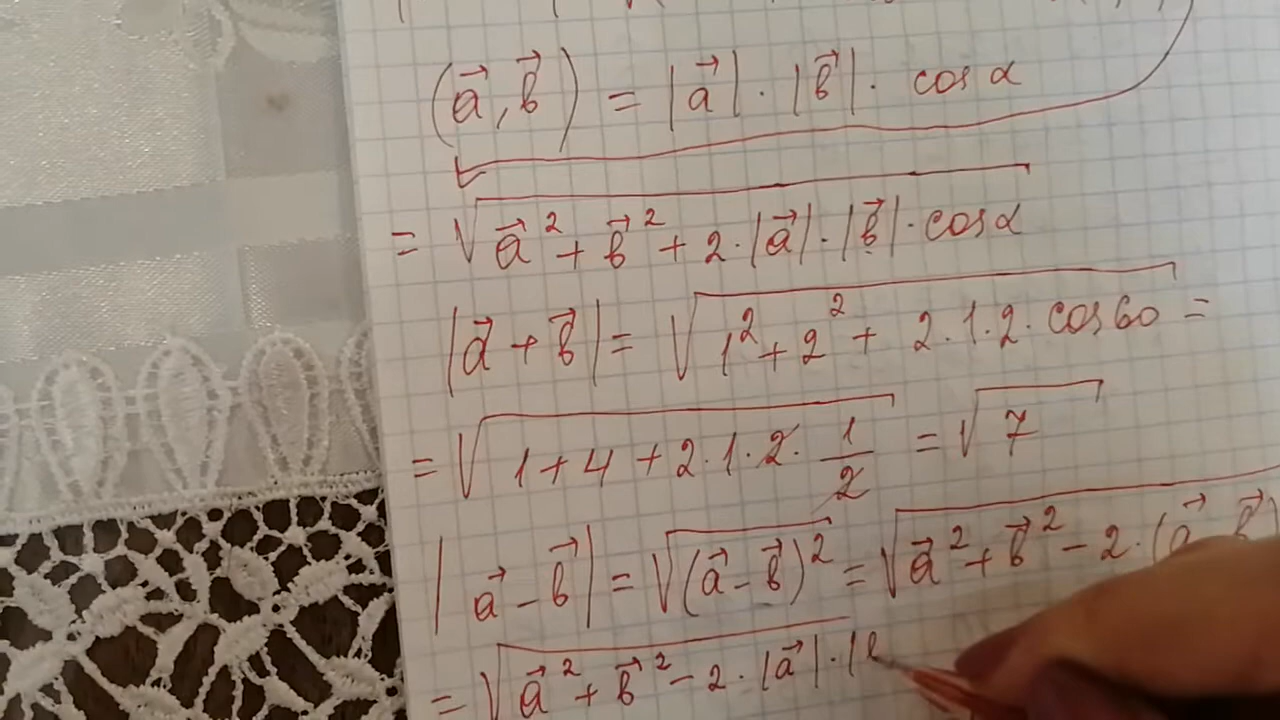 (a⃗, b⃗) = |a⃗| · |b⃗| · cos α
= √(a⃗² + b⃗² + 2 · |a⃗| · |b⃗| · cos α)
|a⃗ + b⃗| = √(1² + 2² + 2 · 1 · 2 · cos 60) =
= √(1 + 4 + 2 · 1 · 2 · 1/2) = √7
|a⃗ - b⃗| = √((a⃗ - b⃗)²) = √(a⃗² + b⃗² - 2 · (a⃗ b⃗)
= √(a⃗² + b⃗² - 2 · |a⃗| ·